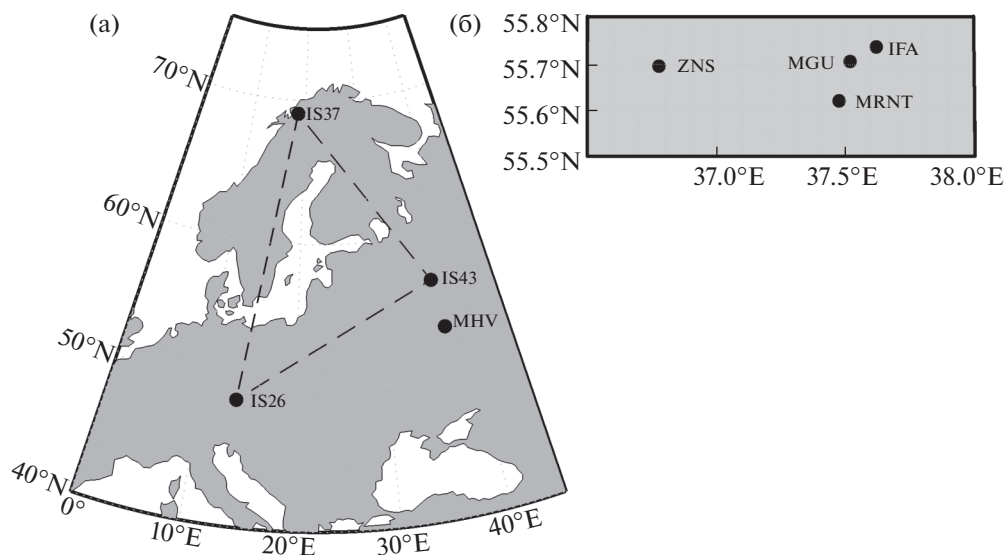 (а)
70°N
IS37
60°N
IS43
MHV
50°N
IS26
40°N
0°
10°E
20°E
30°E
40°E
(б)
55.8°N
55.7°N
55.6°N
55.5°N
ZNS
MGU
IFA
MRNT
37.0°E
37.5°E
38.0°E